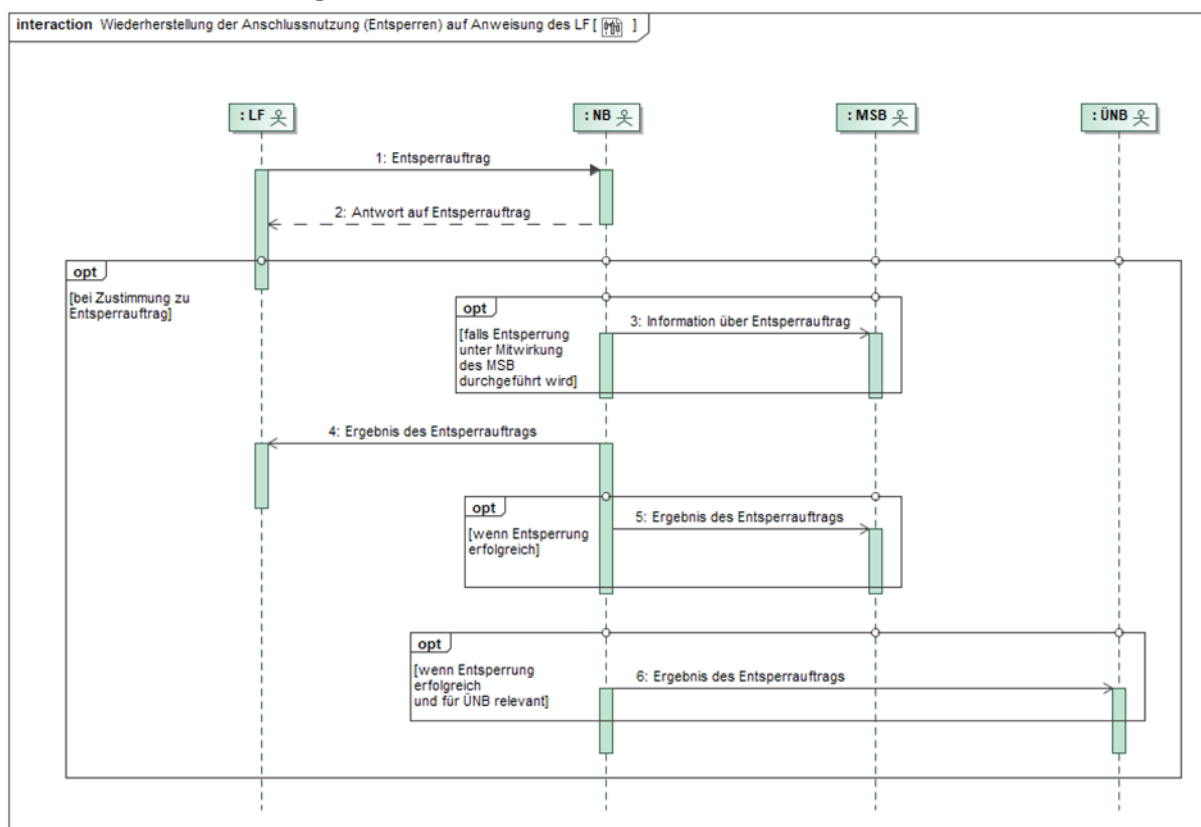 interaction Wiederherstellung der Anschlussnutzung (Entsperren) auf Anweisung des LF [ ]
: LF
: NB
: MSB
: ÜNB
1: Entsperrauftrag
2: Antwort auf Entsperrauftrag
opt
[bei Zustimmung zu
Entsperrauftrag]
opt
[falls Entsperrung
unter Mitwirkung
des MSB
durchgeführt wird]
3: Information über Entsperrauftrag
4: Ergebnis des Entsperrauftrags
opt
[wenn Entsperrung
erfolgreich]
5: Ergebnis des Entsperrauftrags
opt
[wenn Entsperrung
erfolgreich
und für ÜNB relevant]
6: Ergebnis des Entsperrauftrags